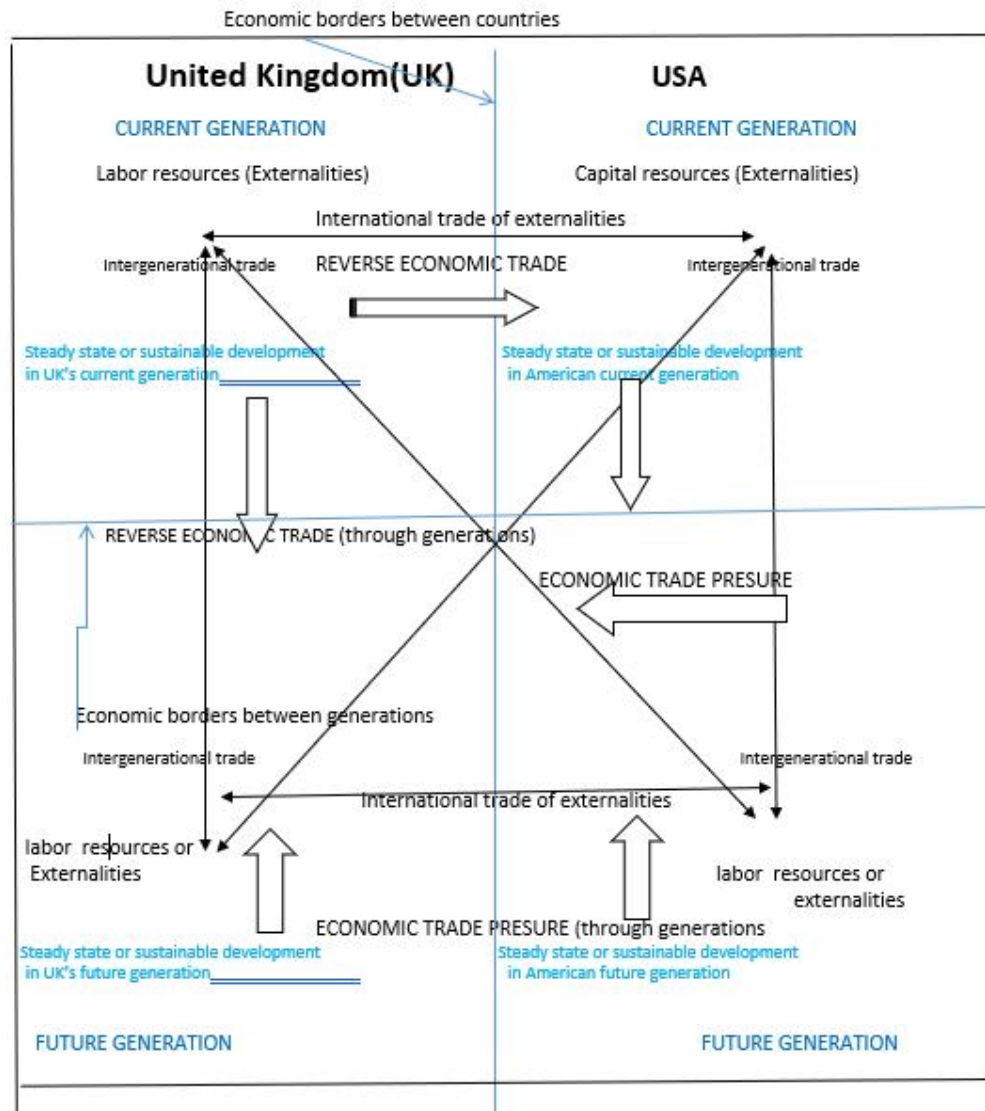 Economic borders between countries
United Kingdom(UK)
USA
CURRENT GENERATION
CURRENT GENERATION
Labor resources (Externalities)
Capital resources (Externalities)
International trade of externalities
Intergenerational trade
REVERSE ECONOMIC TRADE
Intergenerational trade
Steady state or sustainable development
in UK's current generation
Steady state or sustainable development
in American current generation
REVERSE ECONOMIC TRADE (through generations)
ECONOMIC TRADE PRESURE
Economic borders between generations
Intergenerational trade
Intergenerational trade
International trade of externalities
labor resources or
Externalities
labor resources or
externalities
ECONOMIC TRADE PRESURE (through generations
Steady state or sustainable development
in UK's future generation
Steady state or sustainable development
in American future generation
FUTURE GENERATION
FUTURE GENERATION